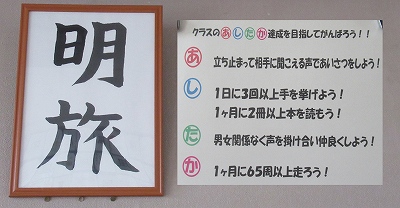 明
旅
クラスのあしたか達成を目指してがんばろう！！
あ 立ち止まって相手に聞こえる声であいさつをしよう！
し 1日に3回以上手を挙げよう！
1ヶ月に2冊以上本を読もう！
た 男女関係なく声を掛け合い仲良くしよう！
か 1ヶ月に65周以上走ろう！